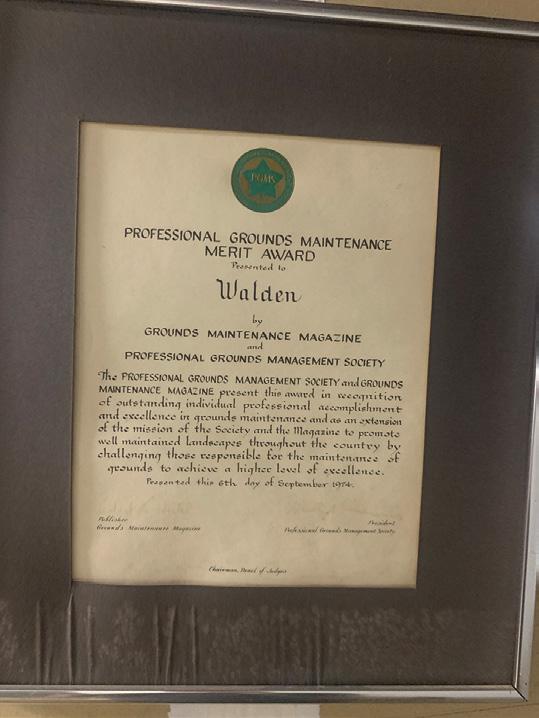 PGMS
PROFESSIONAL GROUNDS MAINTENANCE
MERIT AWARD
Presented to
Walden
by
GROUNDS MAINTENANCE MAGAZINE
and
PROFESSIONAL GROUNDS MANAGEMENT SOCIETY
The PROFESSIONAL GROUNDS MANAGEMENT SOCIETY and GROUNDS
MAINTENANCE MAGAZINE present this award in recognition
of outstanding individual professional accomplishment
and excellence in grounds maintenance and as an extension
of the mission of the Society and the Magazine to promote
well maintained landscapes throughout the country by
challenging those responsible for the maintenance of
grounds to achieve a higher level of excellence.
Presented this 6th day of September 1974.
Publisher
Grounds Maintenance Magazine
President
Professional Grounds Management Society
Chairman, Board of Judges